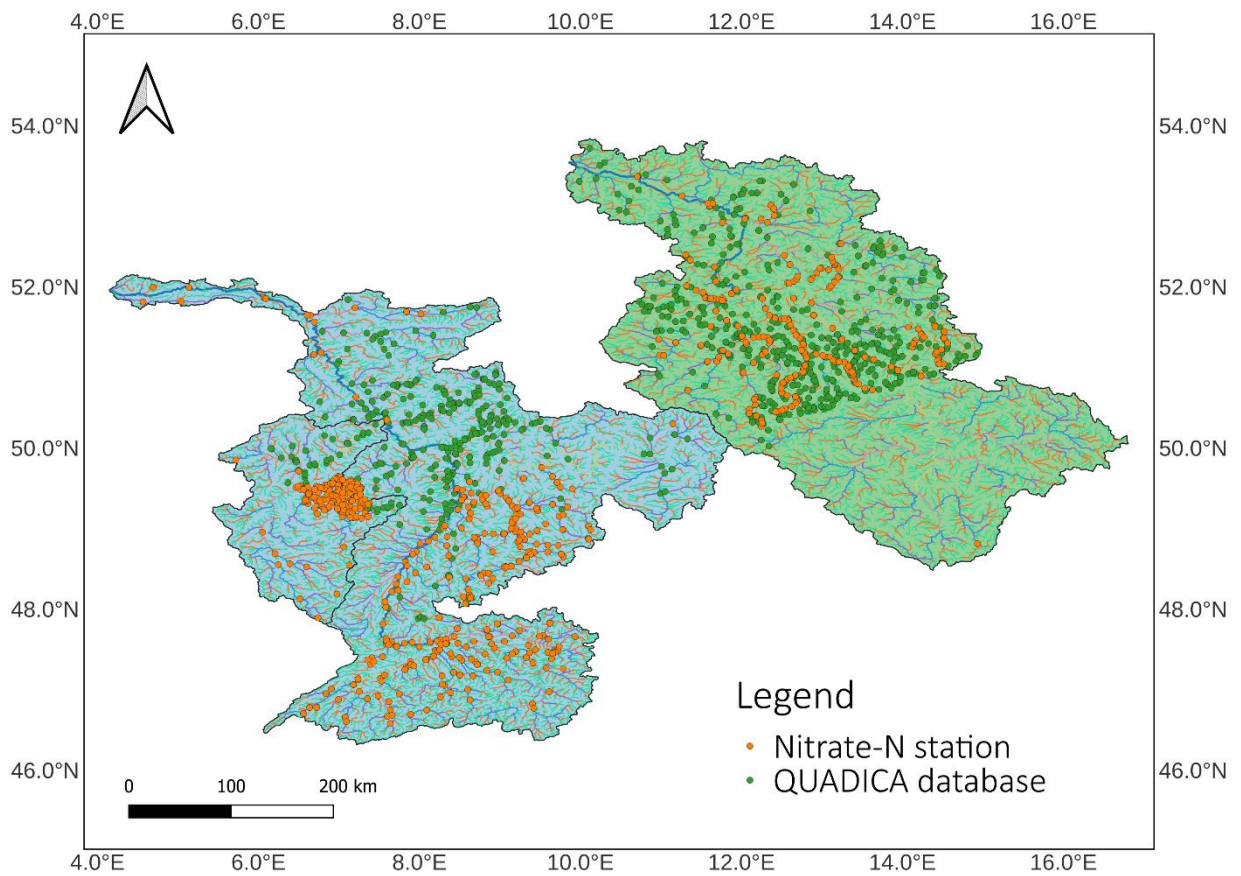 4.0°E 6.0°E 8.0°E 10.0°E 12.0°E 14.0°E 16.0°E
54.0°N 54.0°N
52.0°N 52.0°N
50.0°N 50.0°N
48.0°N 48.0°N
Legend
Nitrate-N station
46.0°N QUADICA database 46.0°N
0 100 200 km
4.0°E 6.0°E 8.0°E 10.0°E 12.0°E 14.0°E 16.0°E